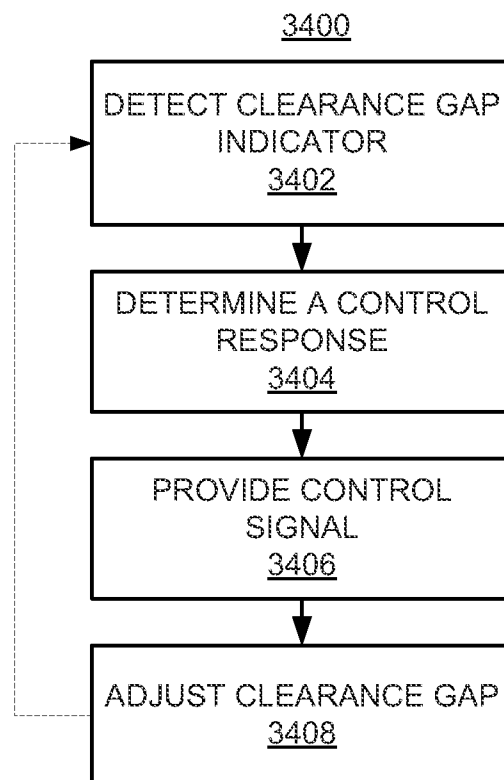 3400
DETECT CLEARANCE GAP
INDICATOR
3402
DETERMINE A CONTROL
RESPONSE
3404
PROVIDE CONTROL
SIGNAL
3406
ADJUST CLEARANCE GAP
3408